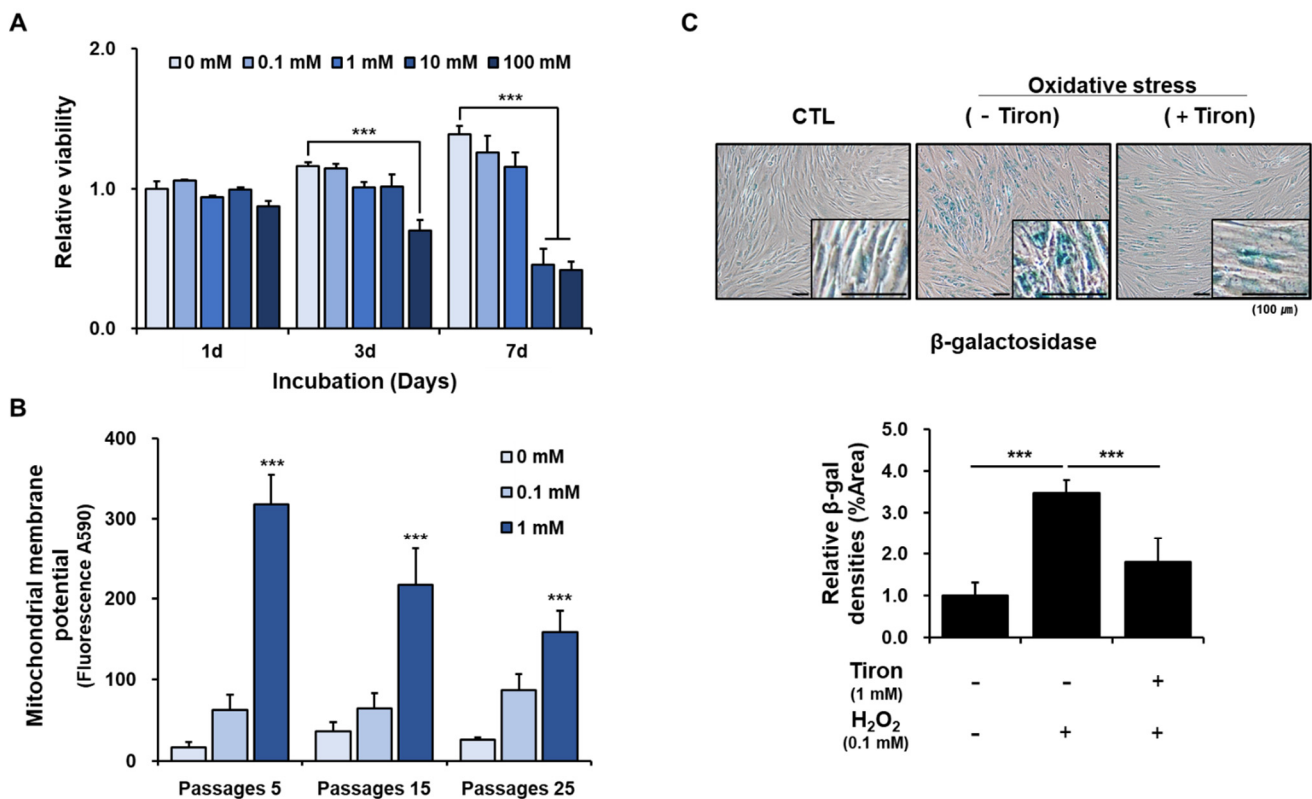 A
2.0
1.0
0.0
Relative viability
0 mM 0.1 mM 1 mM 10 mM 100 mM
***
***
1d 3d 7d
Incubation (Days)
B
400
300
200
100
0
Mitochondrial membrane
potential
(Fluorescence A590)
0 mM
0.1 mM
1 mM
***
***
***
Passages 5 Passages 15 Passages 25
C
Oxidative stress
CTL ( - Tiron) ( + Tiron)
(100 ㎛)
β-galactosidase
5.0
4.0
3.0
2.0
1.0
0.0
Relative β-gal
densities (%Area)
*** ***
Tiron - - +
(1 mM)
H₂O₂ - + +
(0.1 mM)